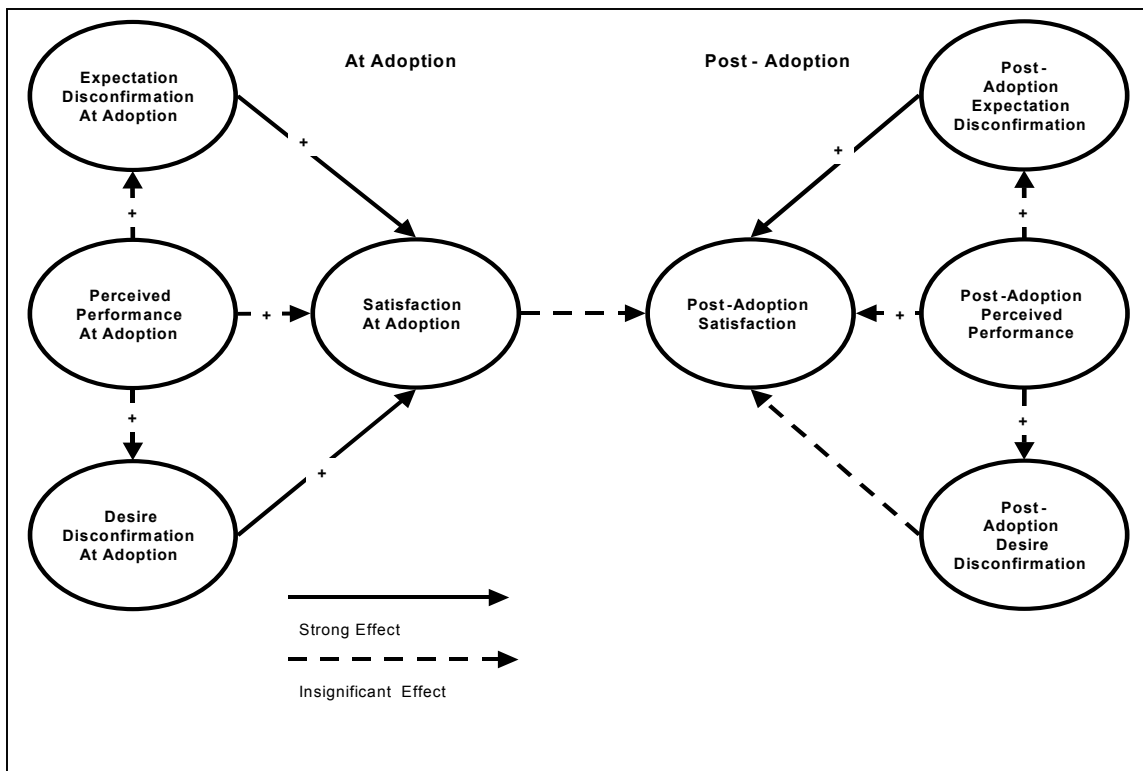 At Adoption
Post - Adoption
Expectation
Disconfirmation
At Adoption
+
+
Perceived
Performance
At Adoption
+
Satisfaction
At Adoption
+
Desire
Disconfirmation
At Adoption
+
Post -
Adoption
Expectation
Disconfirmation
+
+
Post -Adoption
Satisfaction
+
Post -Adoption
Perceived
Performance
+
Post -
Adoption
Desire
Disconfirmation
Strong Effect
Insignificant Effect